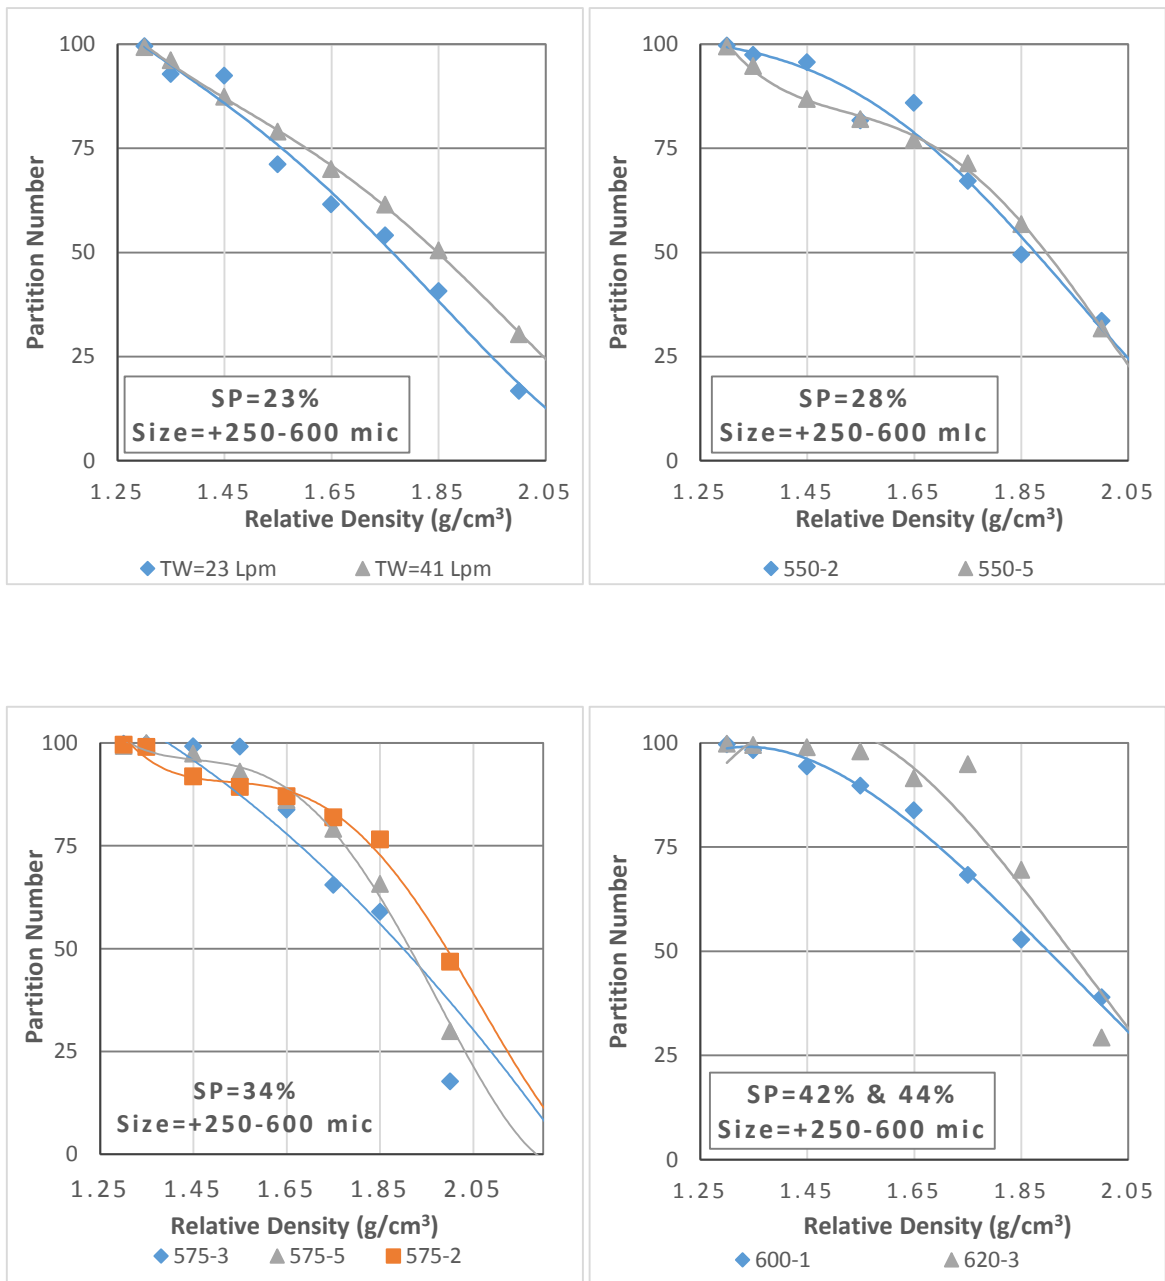 100
75
50
25
0
Partition Number
SP=23%
Size=+250-600 mic
1.25 1.45 1.65 1.85 2.05
Relative Density (g/cm³)
TW=23 Lpm TW=41 Lpm
100
75
50
25
0
Partition Number
SP=28%
Size=+250-600 mIc
1.25 1.45 1.65 1.85 2.05
Relative Density (g/cm³)
550-2 550-5
100
75
50
25
0
Partition Number
SP=34%
Size=+250-600 mic
1.25 1.45 1.65 1.85 2.05
Relative Density (g/cm³)
575-3 575-5 575-2
100
75
50
25
0
Partition Number
SP=42% & 44%
Size=+250-600 mic
1.25 1.45 1.65 1.85 2.05
Relative Density (g/cm³)
600-1 620-3